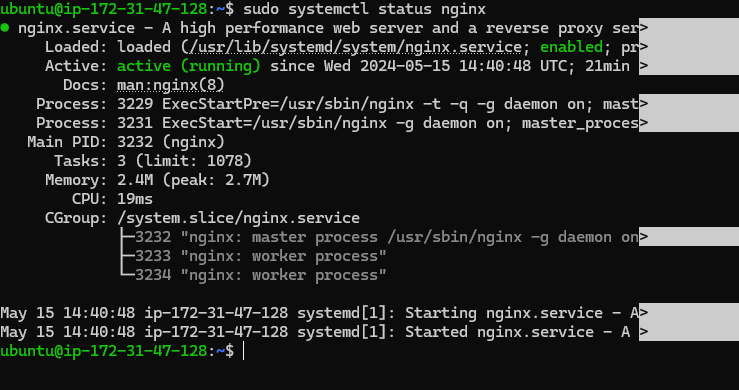 ubuntu@ip-172-31-47-128:~$ sudo systemctl status nginx
● nginx.service - A high performance web server and a reverse proxy ser>
Loaded: loaded (/usr/lib/systemd/system/nginx.service; enabled; pr>
Active: active (running) since Wed 2024-05-15 14:40:48 UTC; 21min >
Docs: man:nginx(8)
Process: 3229 ExecStartPre=/usr/sbin/nginx -t -q -g daemon on; mast>
Process: 3231 ExecStart=/usr/sbin/nginx -g daemon on; master_proces>
Main PID: 3232 (nginx)
Tasks: 3 (limit: 1078)
Memory: 2.4M (peak: 2.7M)
CPU: 19ms
CGroup: /system.slice/nginx.service
├─3232 "nginx: master process /usr/sbin/nginx -g daemon on>
├─3233 "nginx: worker process"
└─3234 "nginx: worker process"
May 15 14:40:48 ip-172-31-47-128 systemd[1]: Starting nginx.service - A>
May 15 14:40:48 ip-172-31-47-128 systemd[1]: Started nginx.service - A >
ubuntu@ip-172-31-47-128:~$